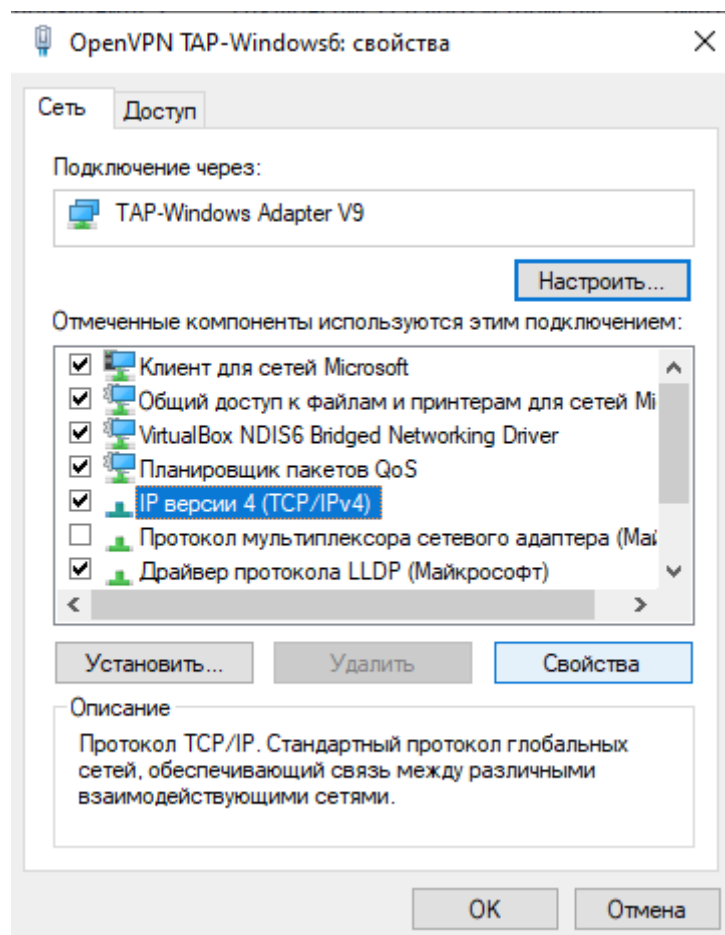 OpenVPN TAP-Windows6: свойства
Сеть
Доступ
Подключение через:
TAP-Windows Adapter V9
Настроить...
Отмеченные компоненты используются этим подключением:
Клиент для сетей Microsoft
Общий доступ к файлам и принтерам для сетей Mi
VirtualBox NDIS6 Bridged Networking Driver
Планировщик пакетов QoS
IP версии 4 (TCP/IPv4)
Протокол мультиплексора сетевого адаптера (Май
Драйвер протокола LLDP (Майкрософт)
Установить...
Удалить
Свойства
Описание
Протокол TCP/IP. Стандартный протокол глобальных
сетей, обеспечивающий связь между различными
взаимодействующими сетями.
OK
Отмена